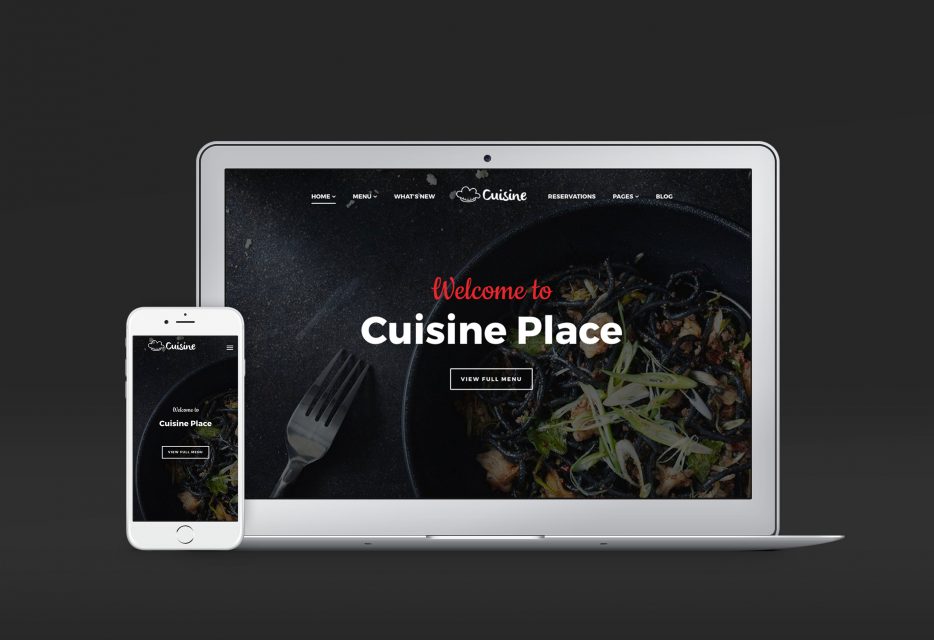 HOME MENU WHAT'S NEW Cuisine RESERVATIONS PAGES BLOG
Welcome to
Cuisine Place
VIEW FULL MENU
Cuisine
Welcome to
Cuisine Place
VIEW FULL MENU